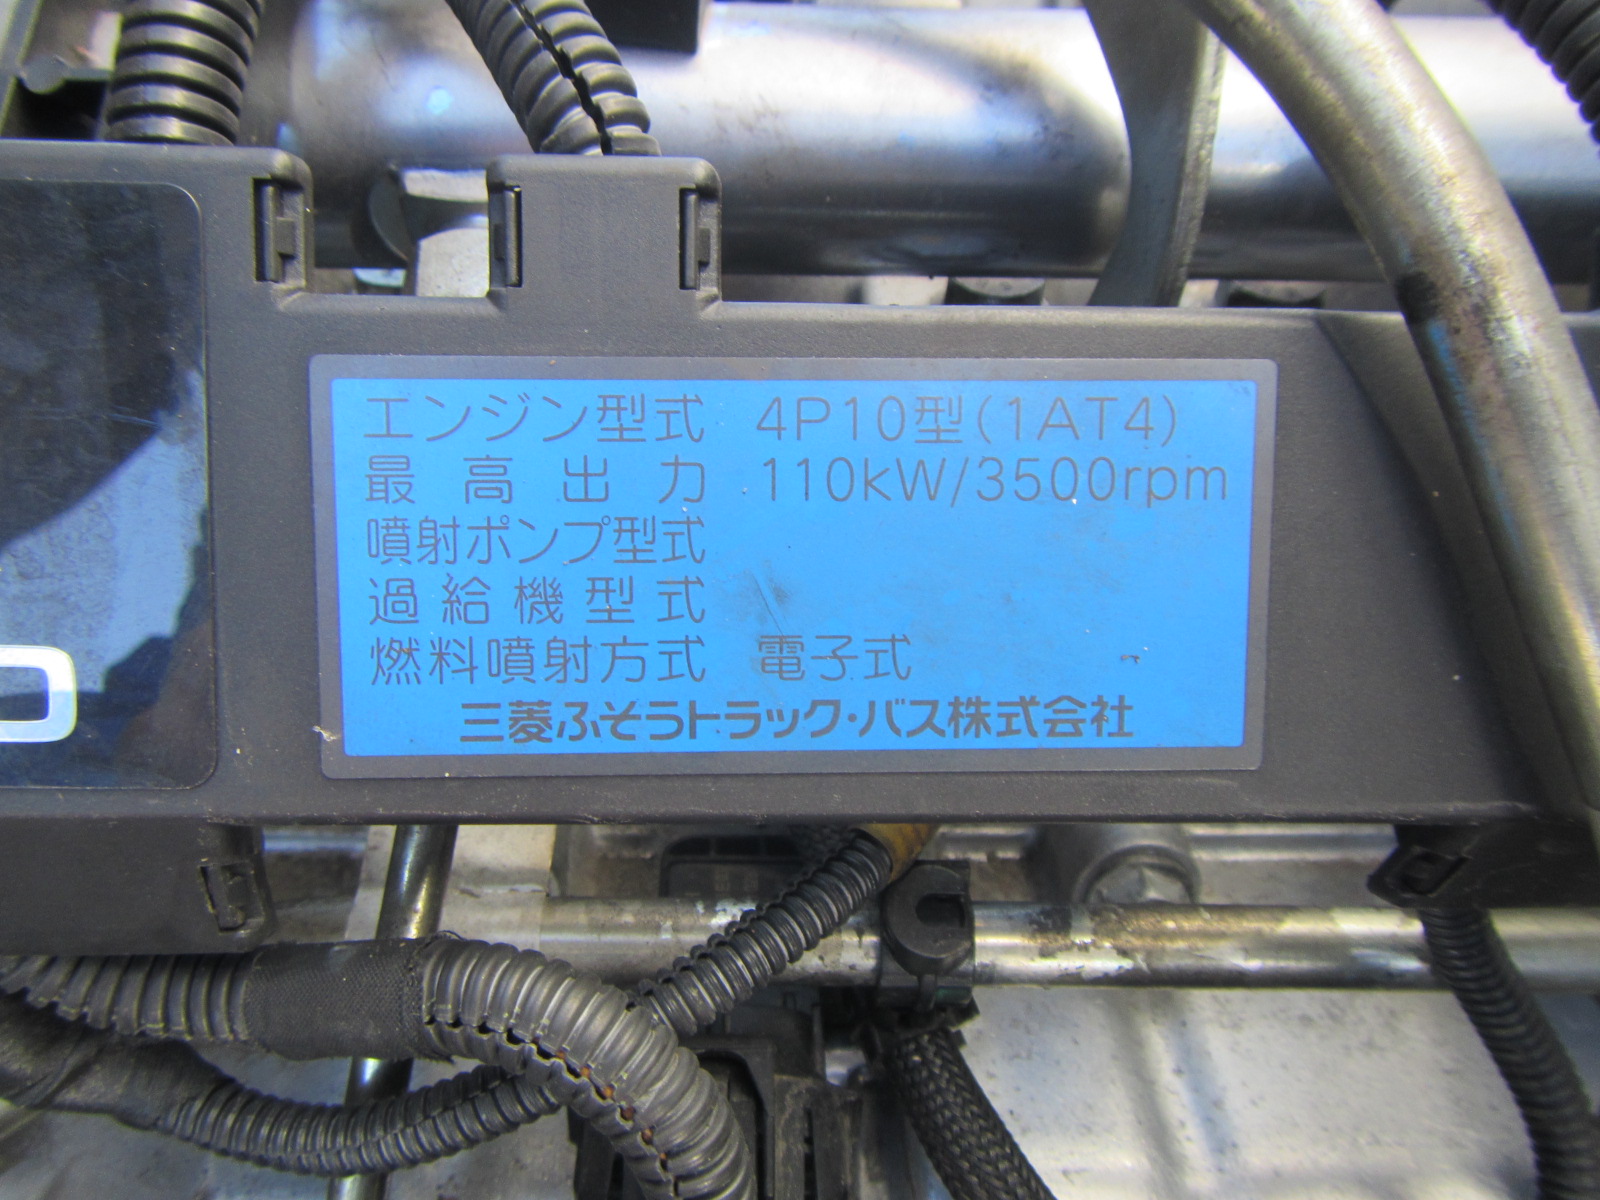 エンジン型式 4P10型(1AT4)
最高出力 110kW/3500rpm
噴射ポンプ型式
過給機型式
燃料噴射方式 電子式
三菱ふそうトラック・バス株式会社